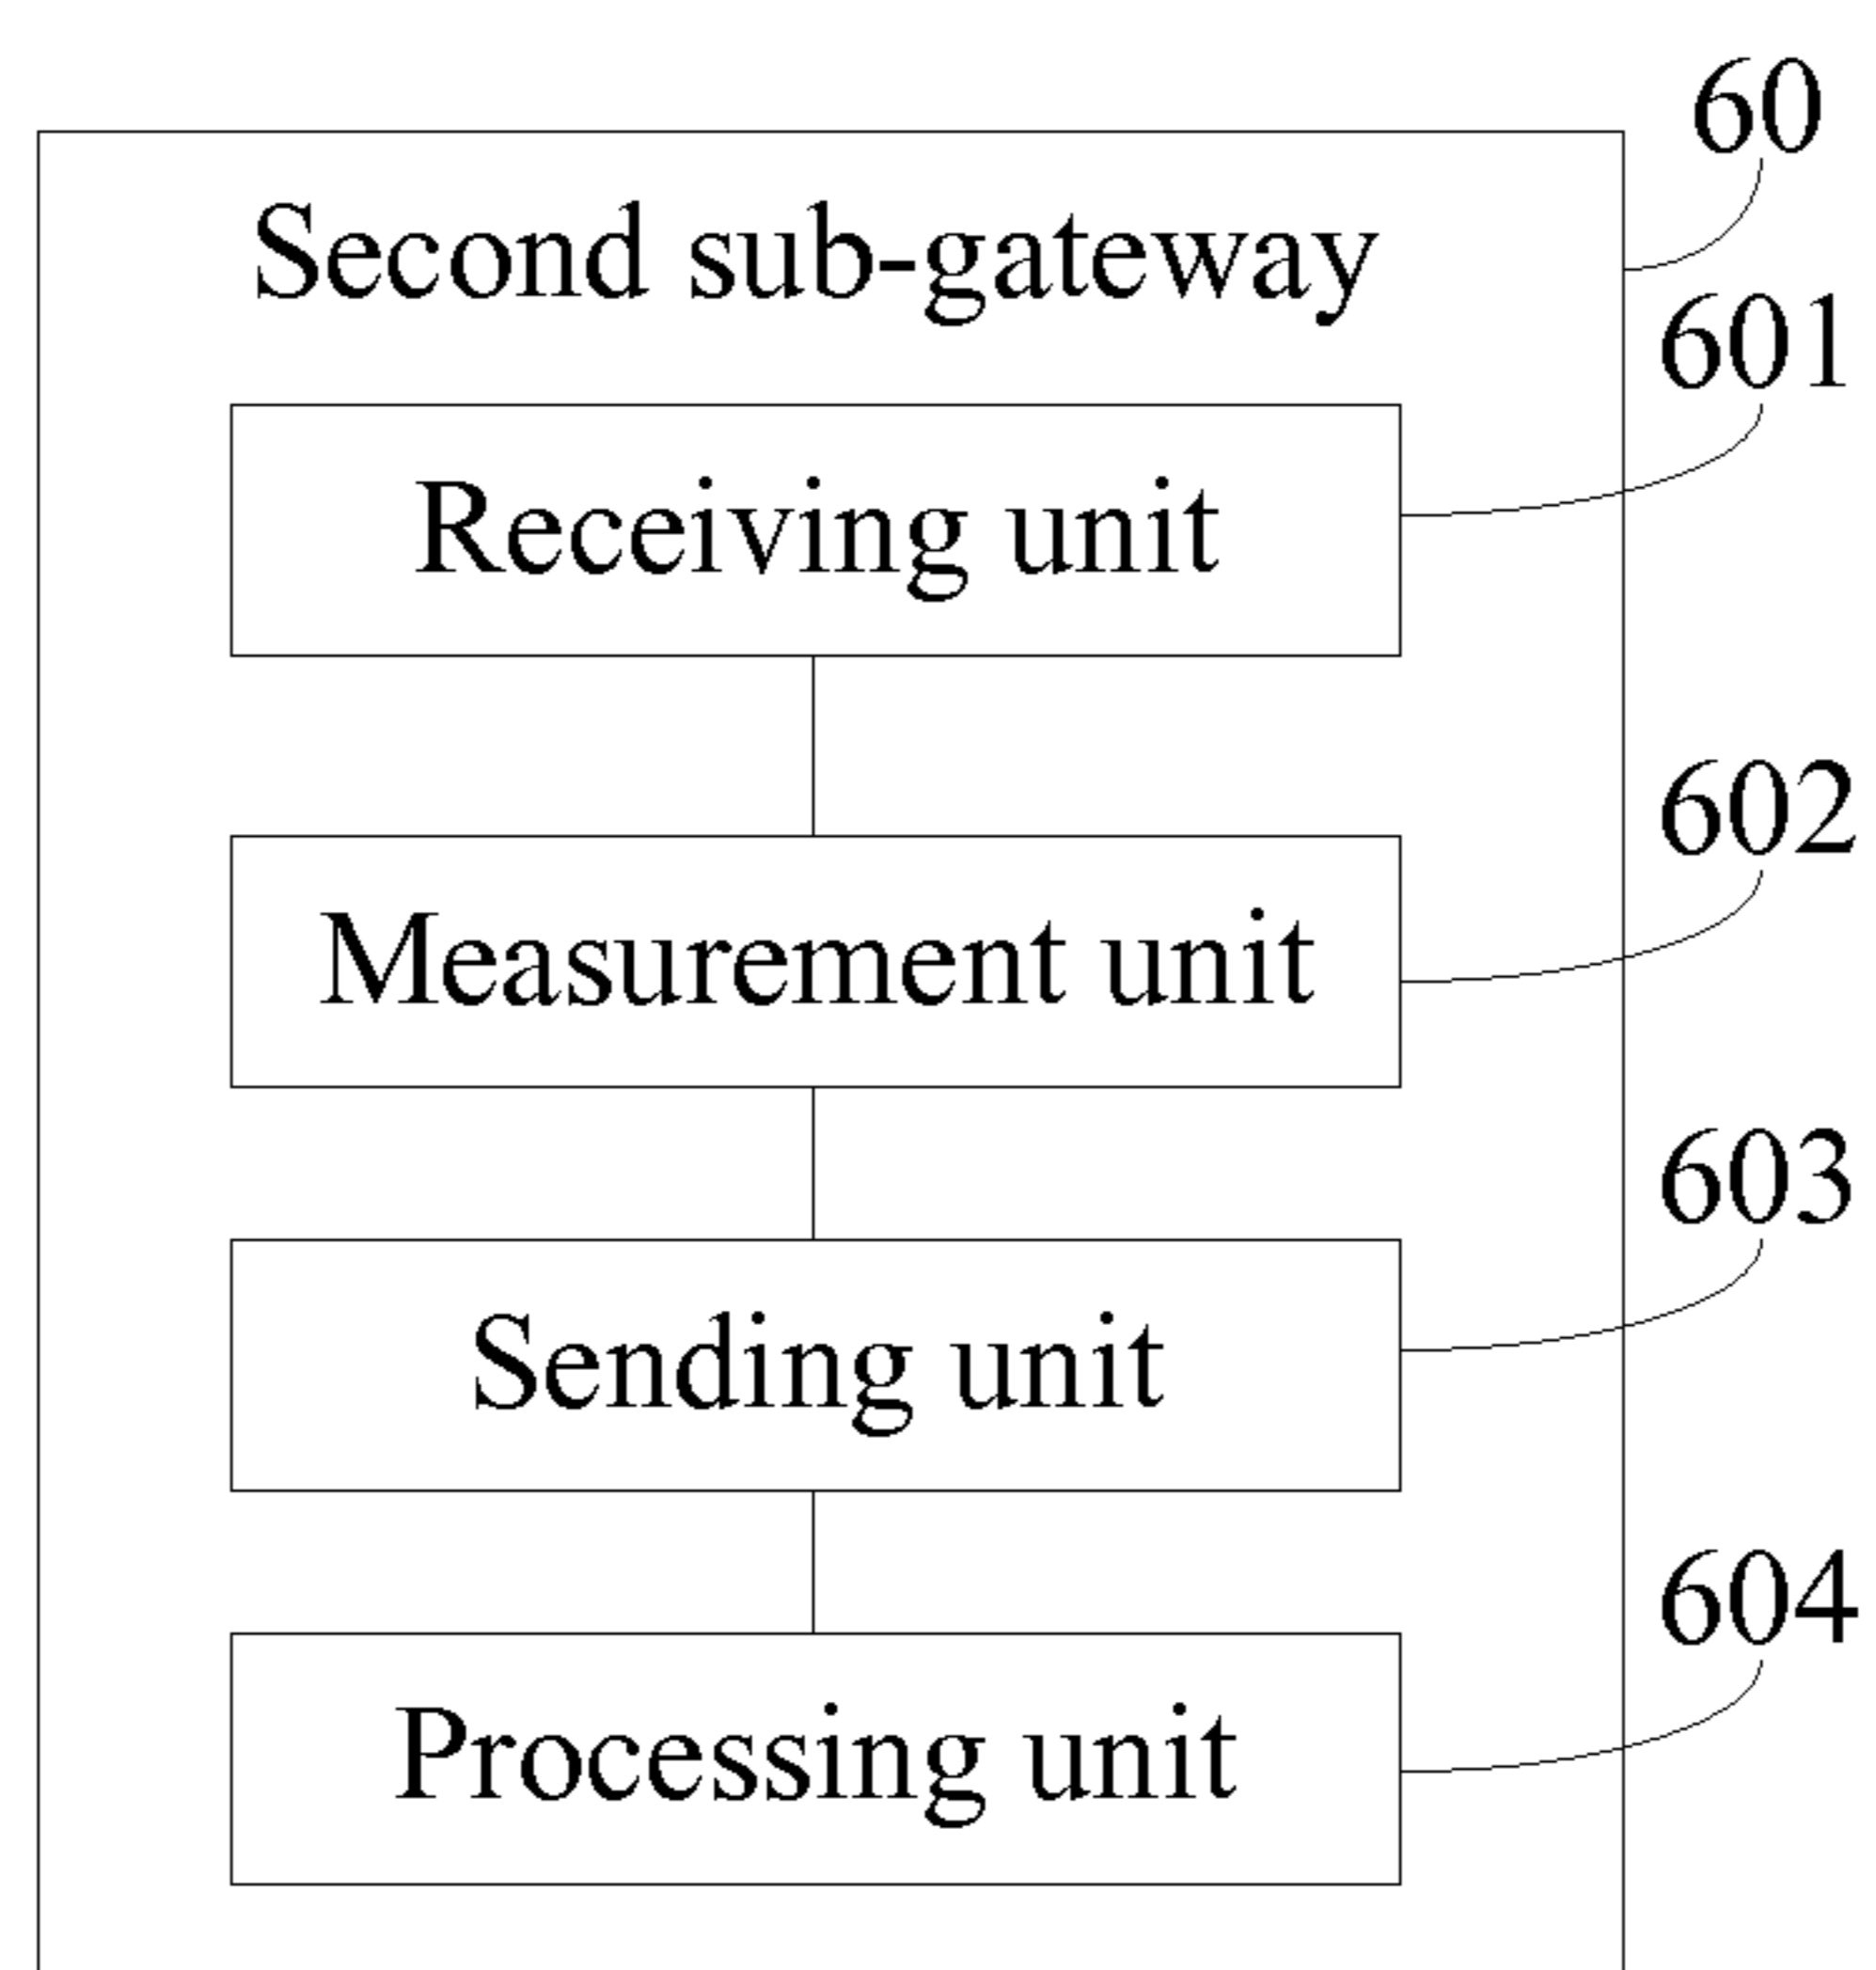 60
Second sub-gateway
601
Receiving unit
602
Measurement unit
603
Sending unit
604
Processing unit